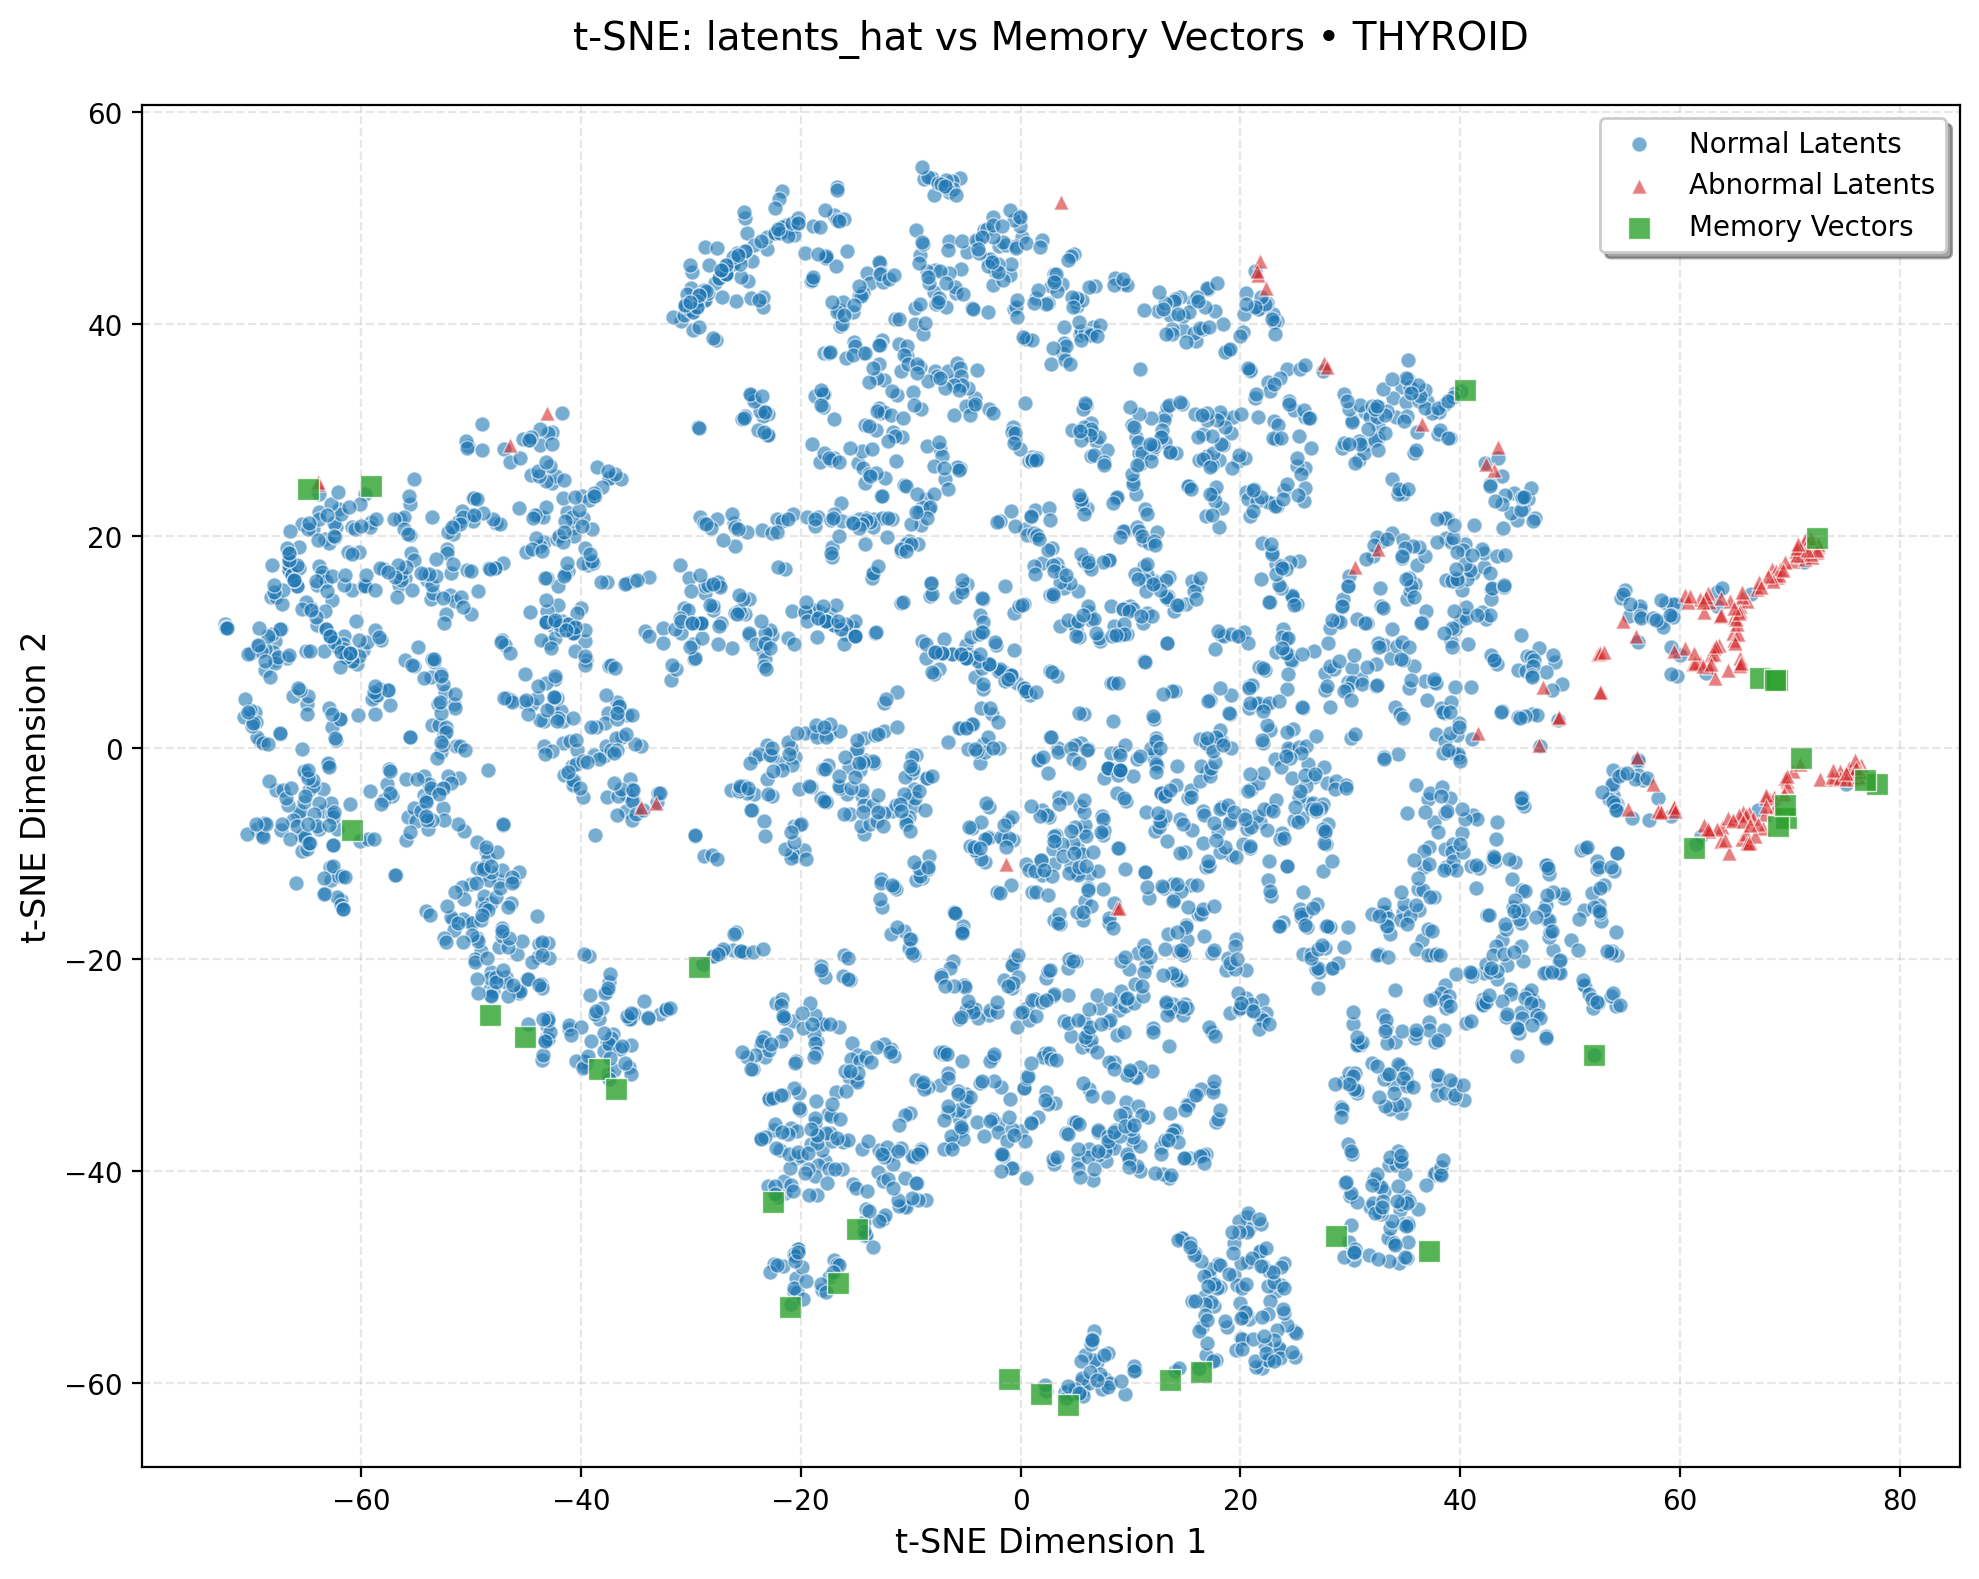 t-SNE: latents_hat vs Memory Vectors • THYROID
Normal Latents
Abnormal Latents
Memory Vectors
t-SNE Dimension 2
60
40
20
0
−20
−40
−60
−60
−40
−20
0
20
40
60
80
t-SNE Dimension 1